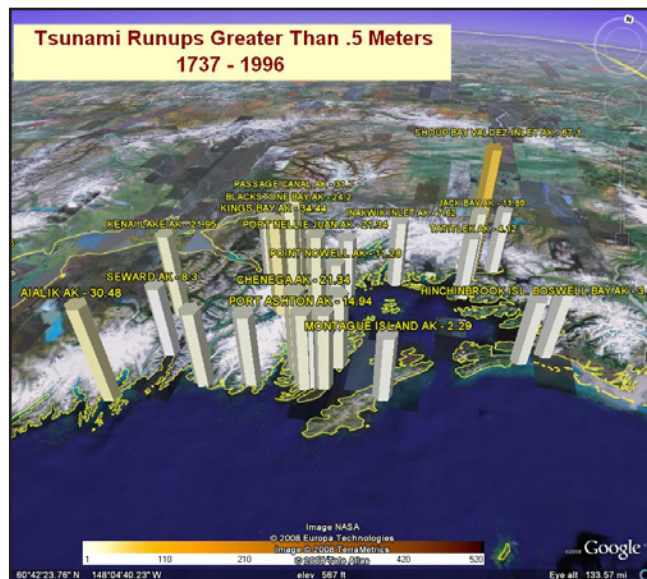 Tsunami Runups Greater Than .5 Meters
1737 - 1996
N
SHOUP BAY VALDEZ INLET AK - 67.1
PASSAGE CANAL AK - 31.7
BLACKSTONE BAY AK - 24.2
KINGS BAY AK - 34.44
JACK BAY AK - 11.60
INAKWIK INLET AK - 7.62
KENAI LAKE AK - 21.95
PORT NELLIE JUAN AK - 21.34
TATITLEK AK - 4.12
POINT NOWELL AK - 11.28
SEWARD AK - 8.3
CHENEGA AK - 21.34
AIALIK AK - 30.48
HINCHINBROOK ISL.
BOSWELL BAY AK - 3.
PORT ASHTON AK - 14.94
MONTAGUE ISLAND AK - 2.29
Image NASA
© 2008 Europa Technologies
Image © 2008 TerraMetrics
© 2008 Tele Atlas
©2008 Google
1 110 210 420 520
60°42'23.76" N 148°04'40.23" W elev 567 ft Eye alt 133.57 mi